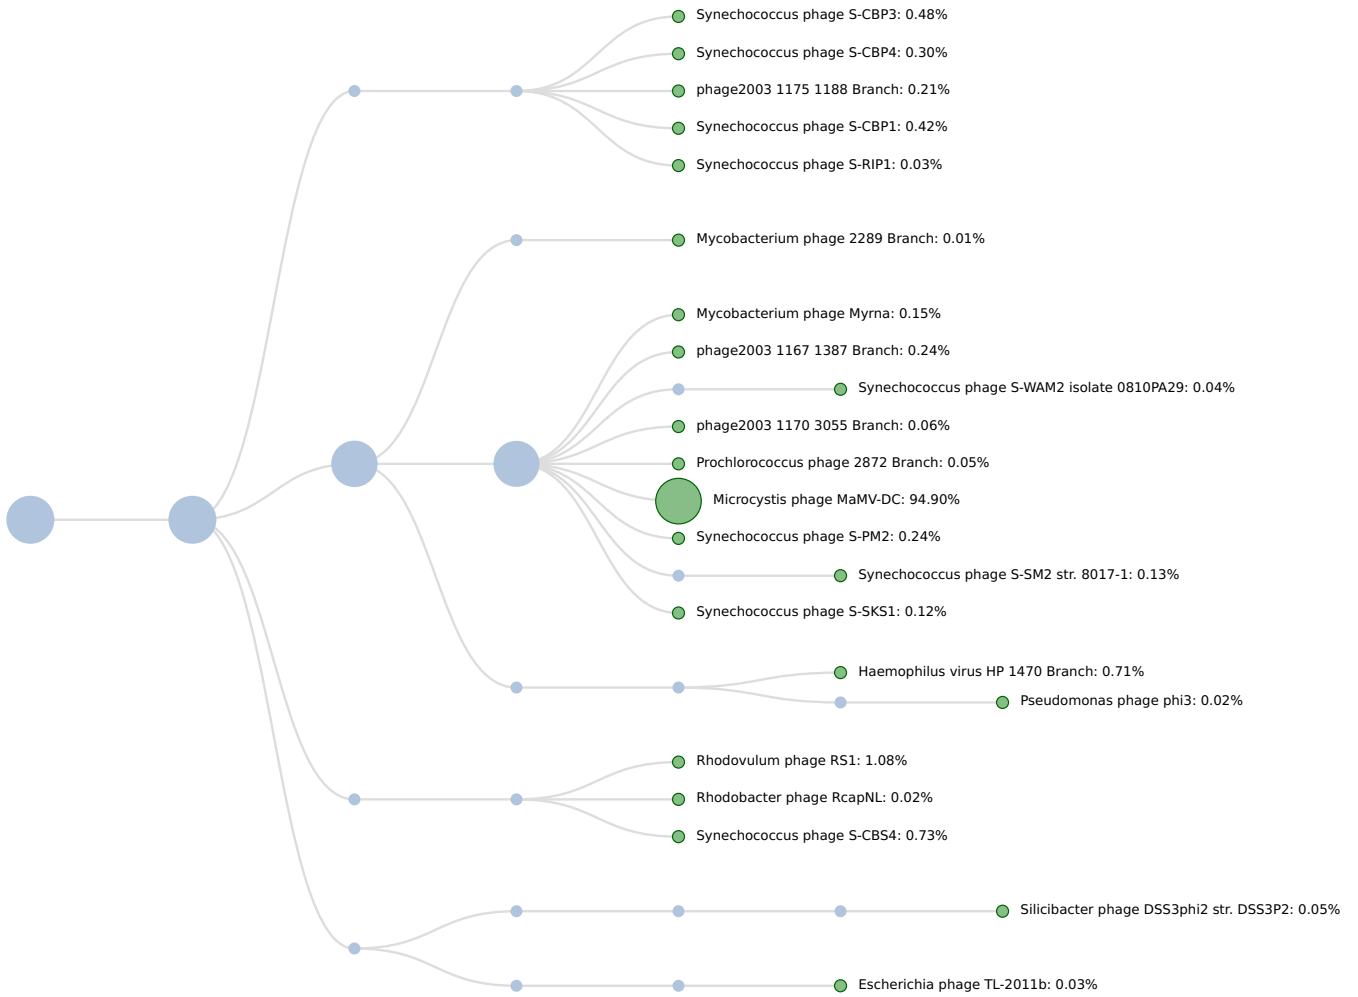 Synechococcus phage S-CBP3: 0.48%
Synechococcus phage S-CBP4: 0.30%
phage2003 1175 1188 Branch: 0.21%
Synechococcus phage S-CBP1: 0.42%
Synechococcus phage S-RIP1: 0.03%
Mycobacterium phage 2289 Branch: 0.01%
Mycobacterium phage Myrna: 0.15%
phage2003 1167 1387 Branch: 0.24%
Synechococcus phage S-WAM2 isolate 0810PA29: 0.04%
phage2003 1170 3055 Branch: 0.06%
Prochlorococcus phage 2872 Branch: 0.05%
Microcystis phage MaMV-DC: 94.90%
Synechococcus phage S-PM2: 0.24%
Synechococcus phage S-SM2 str. 8017-1: 0.13%
Synechococcus phage S-SKS1: 0.12%
Haemophilus virus HP 1470 Branch: 0.71%
Pseudomonas phage phi3: 0.02%
Rhodovulum phage RS1: 1.08%
Rhodobacter phage RcapNL: 0.02%
Synechococcus phage S-CBS4: 0.73%
Silicibacter phage DSS3phi2 str. DSS3P2: 0.05%
Escherichia phage TL-2011b: 0.03%